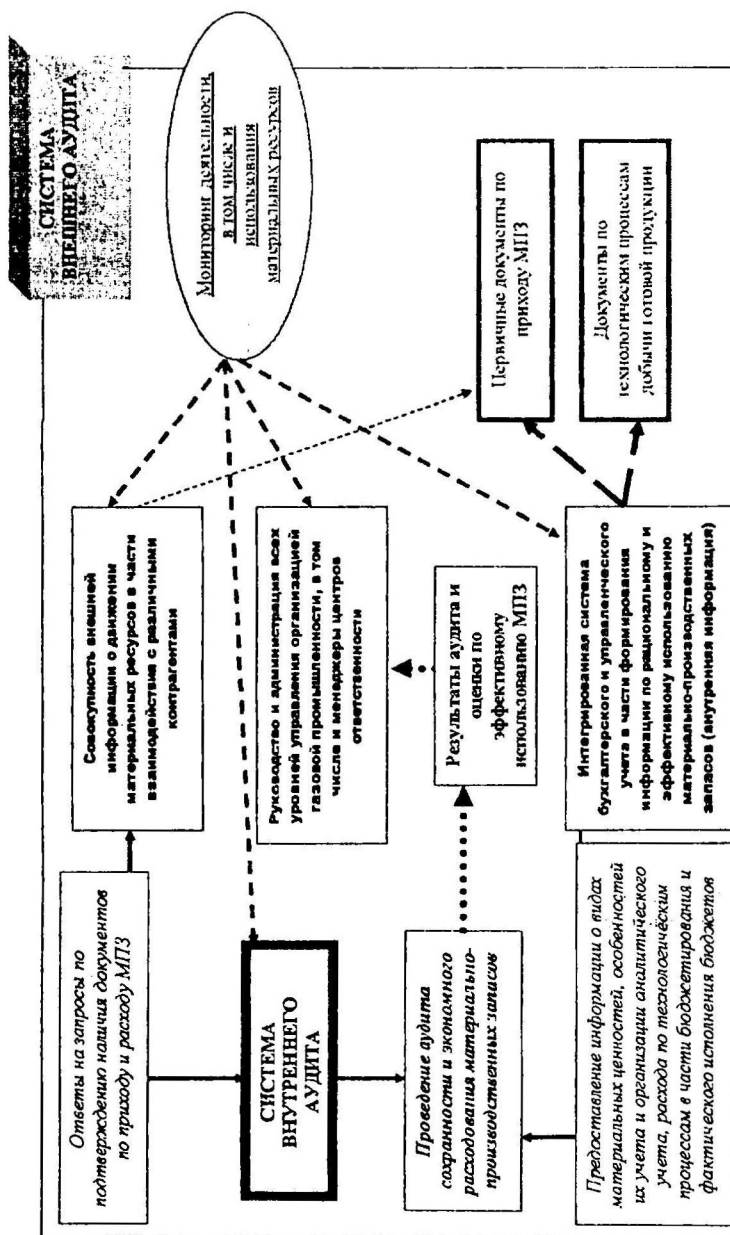 СИСТЕМА
ВНЕШНЕГО АУДИТА
Мониторинг деятельности,
в том числе и
использования
материальных ресурсов
Ответы на запросы по
подтверждению наличия документов
по приходу и расходу МПЗ
Совокупность внешней
информации о движении
материальных ресурсов в части
взаимодействия с различными
контрагентами
СИСТЕМА
ВНУТРЕННЕГО
АУДИТА
Руководство и администрация всех
уровней управления организацией
газовой промышленности, в том
числе и менеджеры центров
ответственности
Первичные документы по
приходу МПЗ
Проведение аудита
сохранности и экономного
расходования материально-
производственных записов
Результаты аудита и
оценки по
эффективному
использованию МПЗ
Документы по
технологическим процессам
добычи готовой продукции
Предоставление информации о видах
материальных ценностей, особенностей
их учета и организации аналитического
учета, расхода по технологическим
процессам в части бюджетирования и
фактического исполнения бюджетов
Интегрированная система
бухгалтерского и управленческого
учета в части формирования
информации по рациональному и
эффективному использованию
материально-производственных
запасов (внутренняя информация)